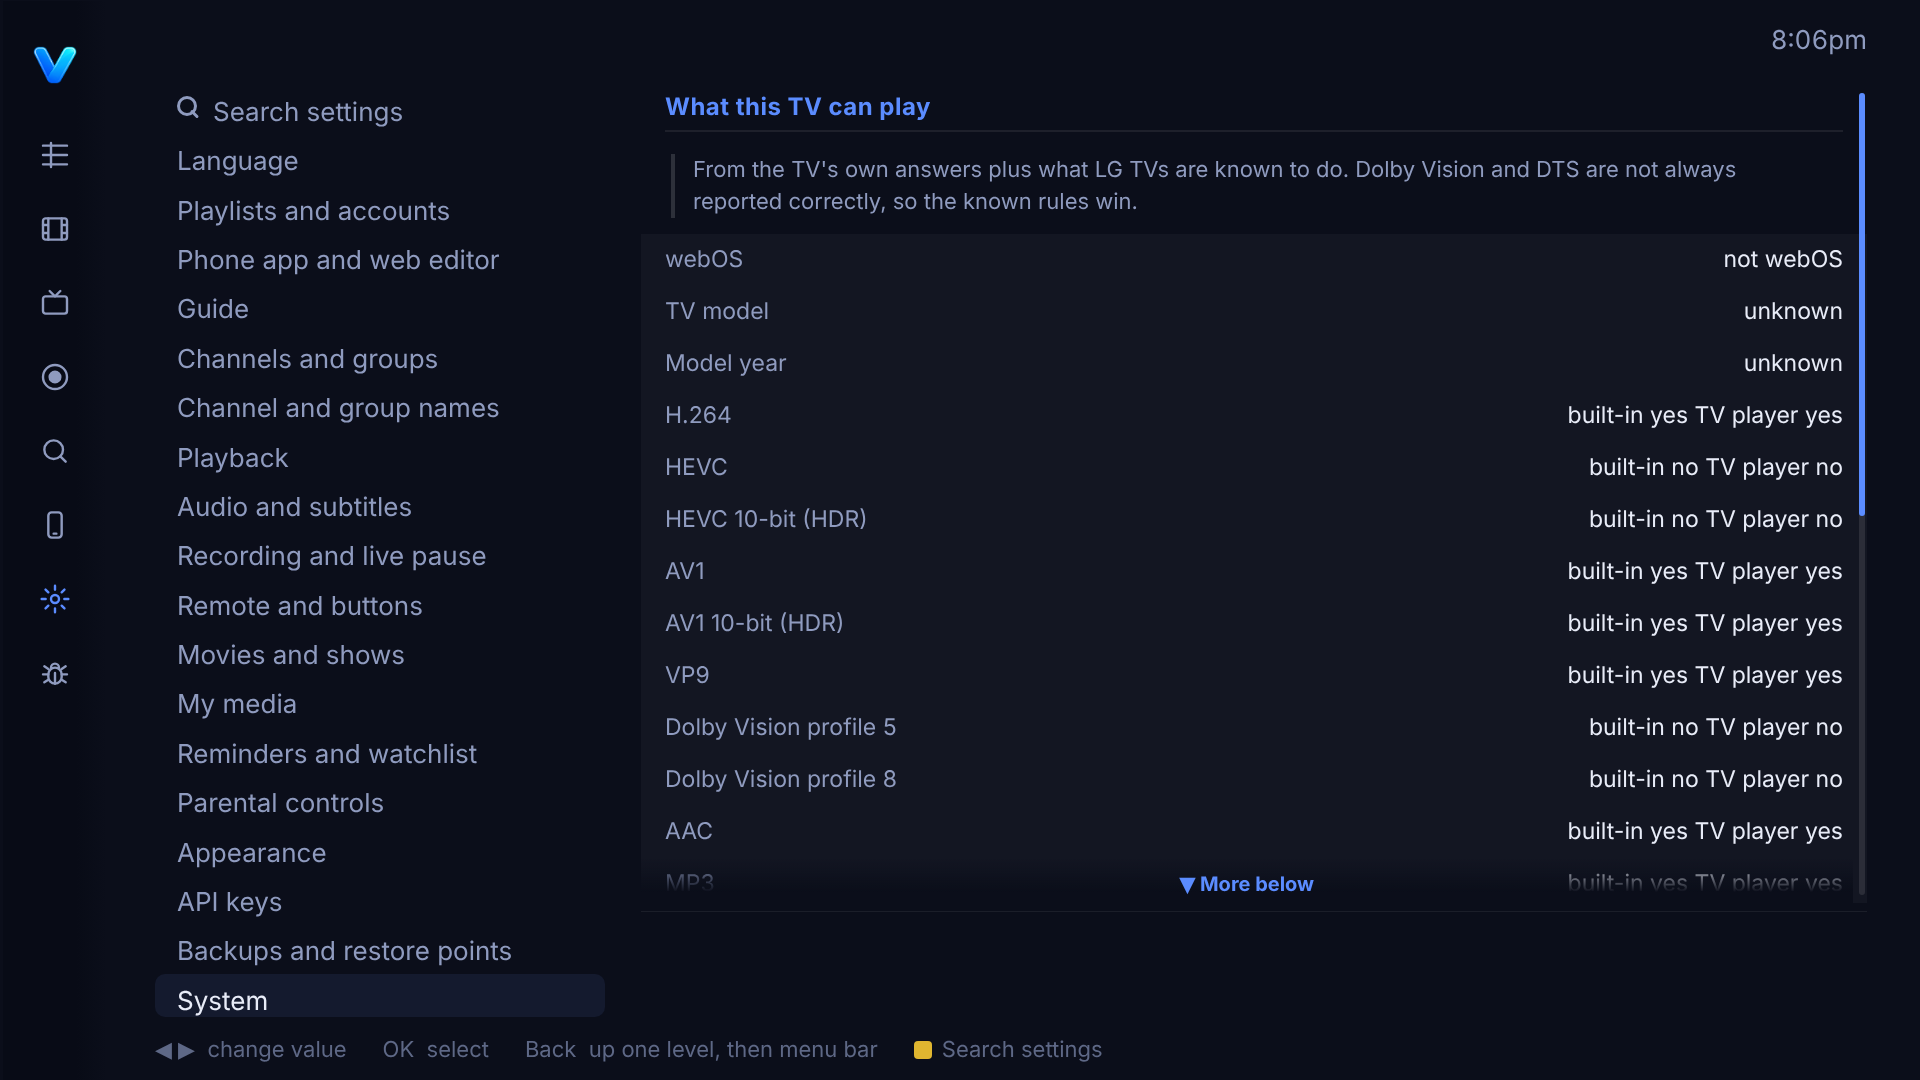 8:06pm
Search settings
Language
Playlists and accounts
Phone app and web editor
Guide
Channels and groups
Channel and group names
Playback
Audio and subtitles
Recording and live pause
Remote and buttons
Movies and shows
My media
Reminders and watchlist
Parental controls
Appearance
API keys
Backups and restore points
System
What this TV can play
From the TV's own answers plus what LG TVs are known to do. Dolby Vision and DTS are not always
reported correctly, so the known rules win.
webOS not webOS
TV model unknown
Model year unknown
H.264 built-in yes TV player yes
HEVC built-in no TV player no
HEVC 10-bit (HDR) built-in no TV player no
AV1 built-in yes TV player yes
AV1 10-bit (HDR) built-in yes TV player yes
VP9 built-in yes TV player yes
Dolby Vision profile 5 built-in no TV player no
Dolby Vision profile 8 built-in no TV player no
AAC built-in yes TV player yes
MP3 built-in yes TV player yes
▼ More below
◀ ▶ change value OK select Back up one level, then menu bar Search settings